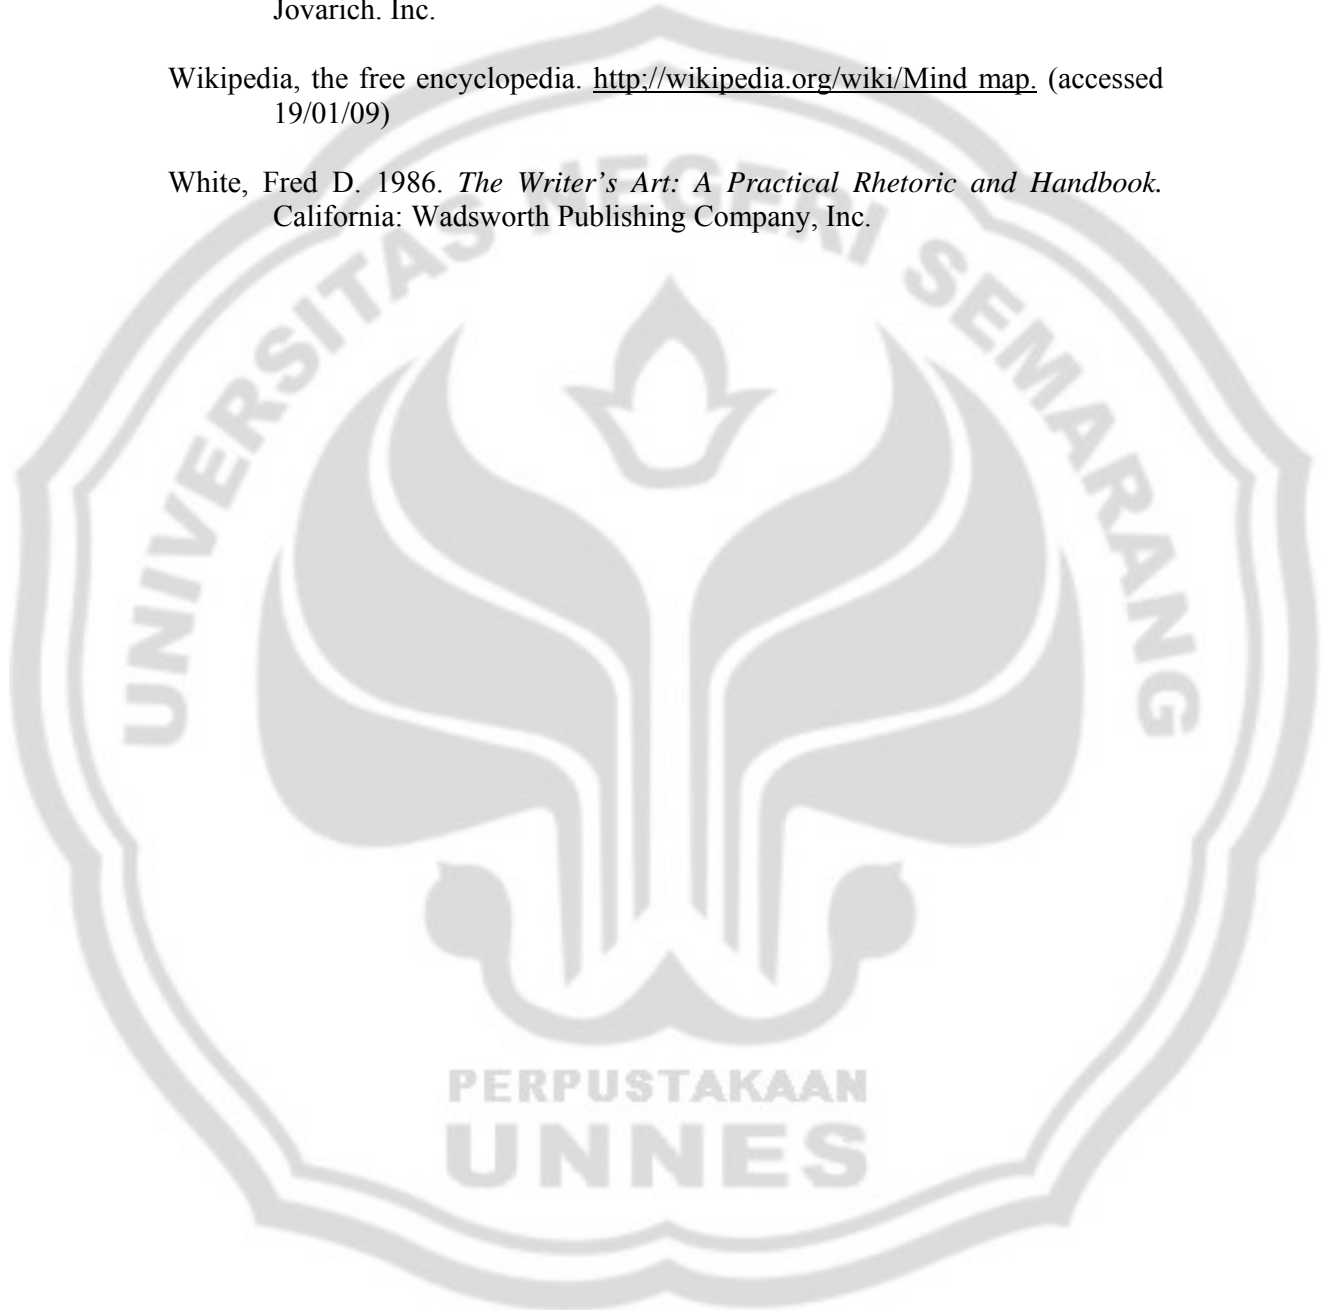 Jovarich. Inc.
Wikipedia, the free encyclopedia. http;//wikipedia.org/wiki/Mind map. (accessed
19/01/09)
White, Fred D. 1986. The Writer’s Art: A Practical Rhetoric and Handbook.
California: Wadsworth Publishing Company, Inc.
UNIVERSITAS NEGERI SEMARANG
PERPUSTAKAAN
UNNES